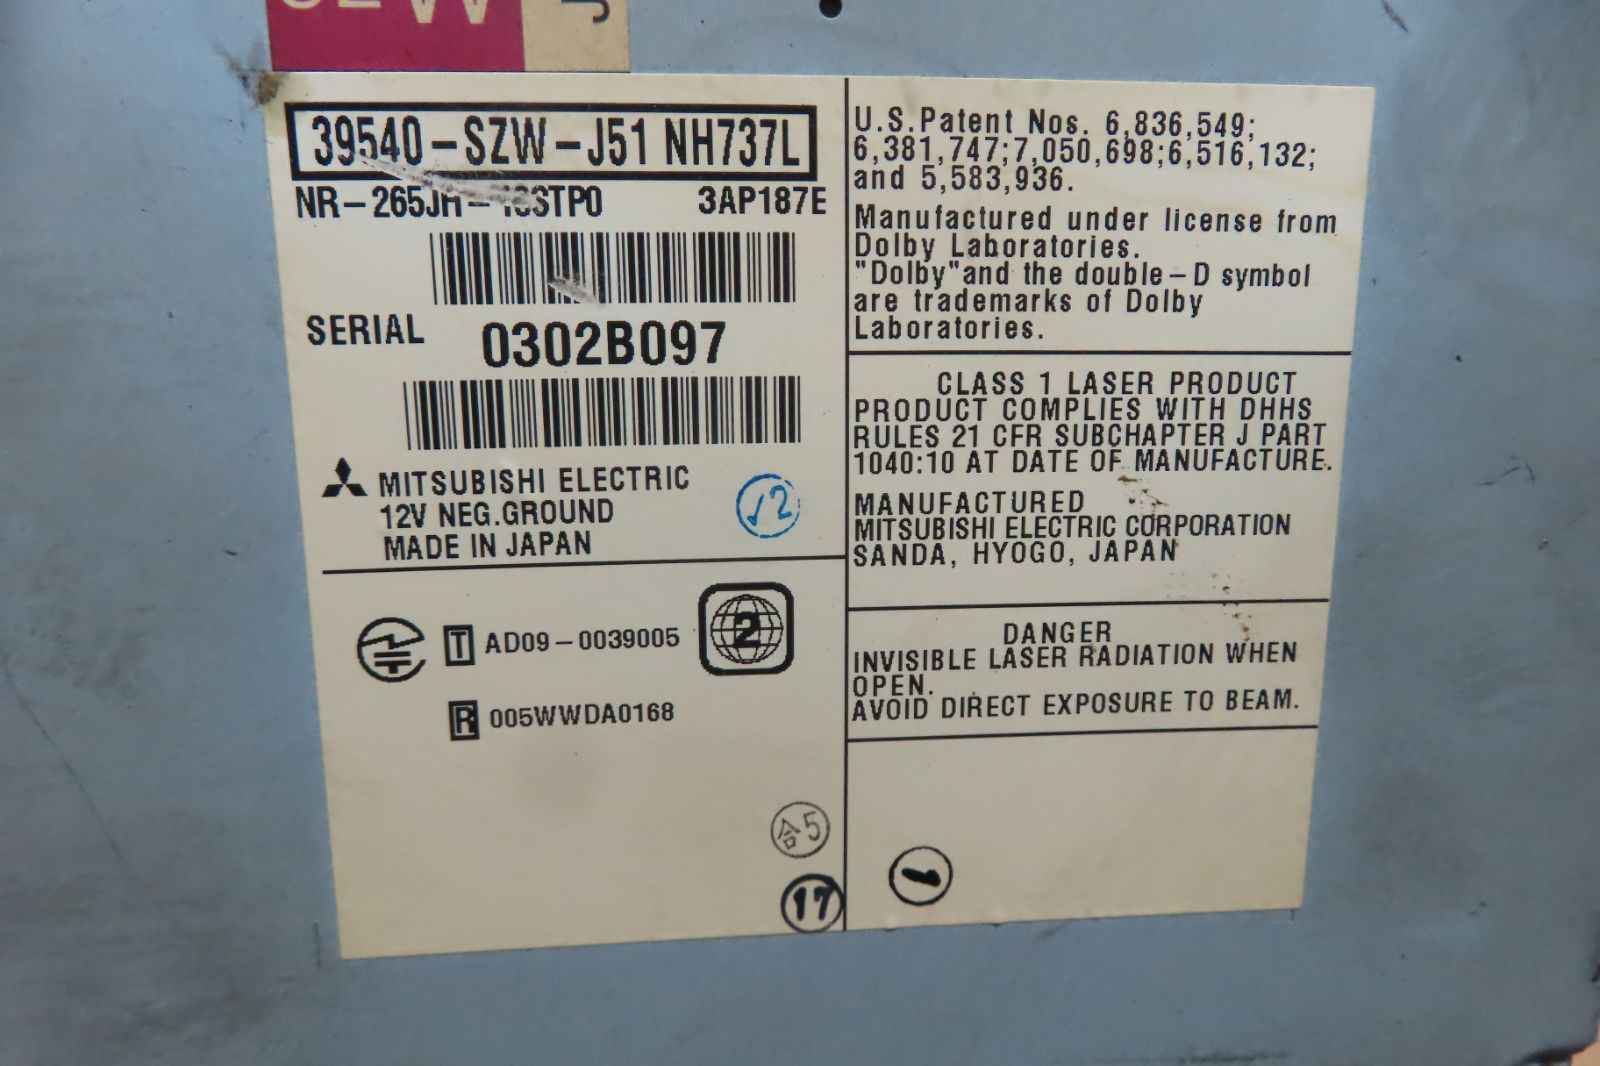 39540-SZW-J51 NH737L
3AP187E
SERIAL 0302B097
MITSUBISHI ELECTRIC
12V NEG.GROUND
MADE IN JAPAN
T AD09-0039005
2
R 005WWDA0168
合5
17
U.S.Patent Nos. 6,836,549;
6,381,747;7,050,698;6,516,132;
and 5,583,936.
Manufactured under license from
Dolby Laboratories.
"Dolby"and the double-D symbol
are trademarks of Dolby
Laboratories.
CLASS 1 LASER PRODUCT
PRODUCT COMPLIES WITH DHHS
RULES 21 CFR SUBCHAPTER J PART
1040:10 AT DATE OF MANUFACTURE.
MANUFACTURED
MITSUBISHI ELECTRIC CORPORATION
SANDA, HYOGO, JAPAN
DANGER
INVISIBLE LASER RADIATION WHEN
OPEN.
AVOID DIRECT EXPOSURE TO BEAM.